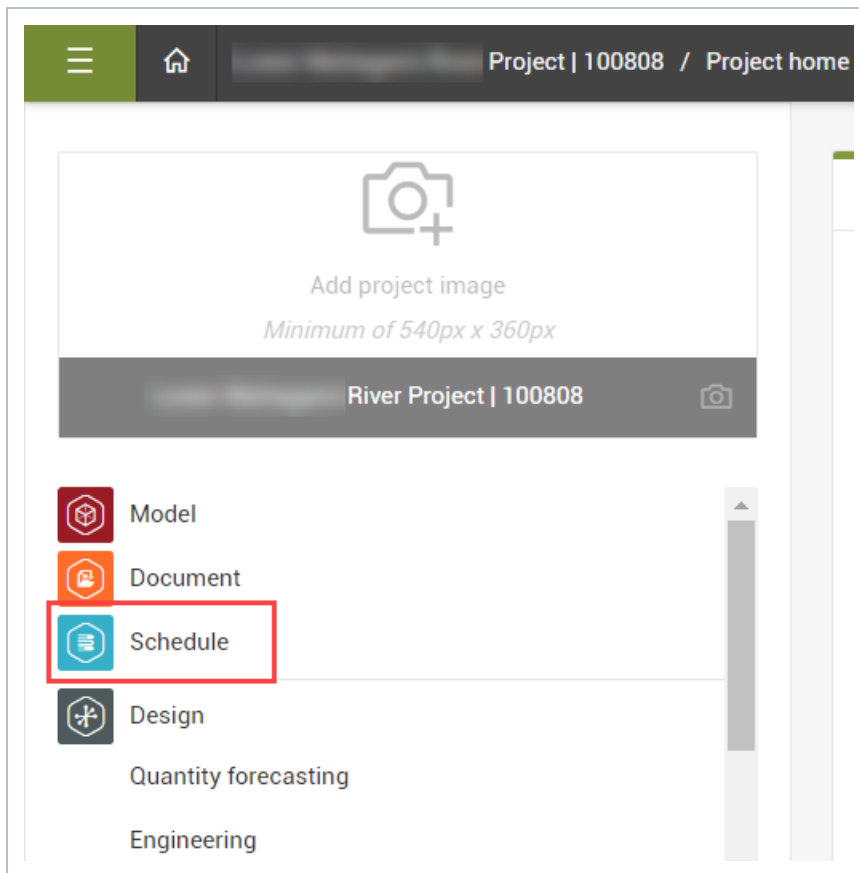 Project | 100808 / Project home
Add project image
Minimum of 540px x 360px
River Project | 100808
Model
Document
Schedule
Design
Quantity forecasting
Engineering